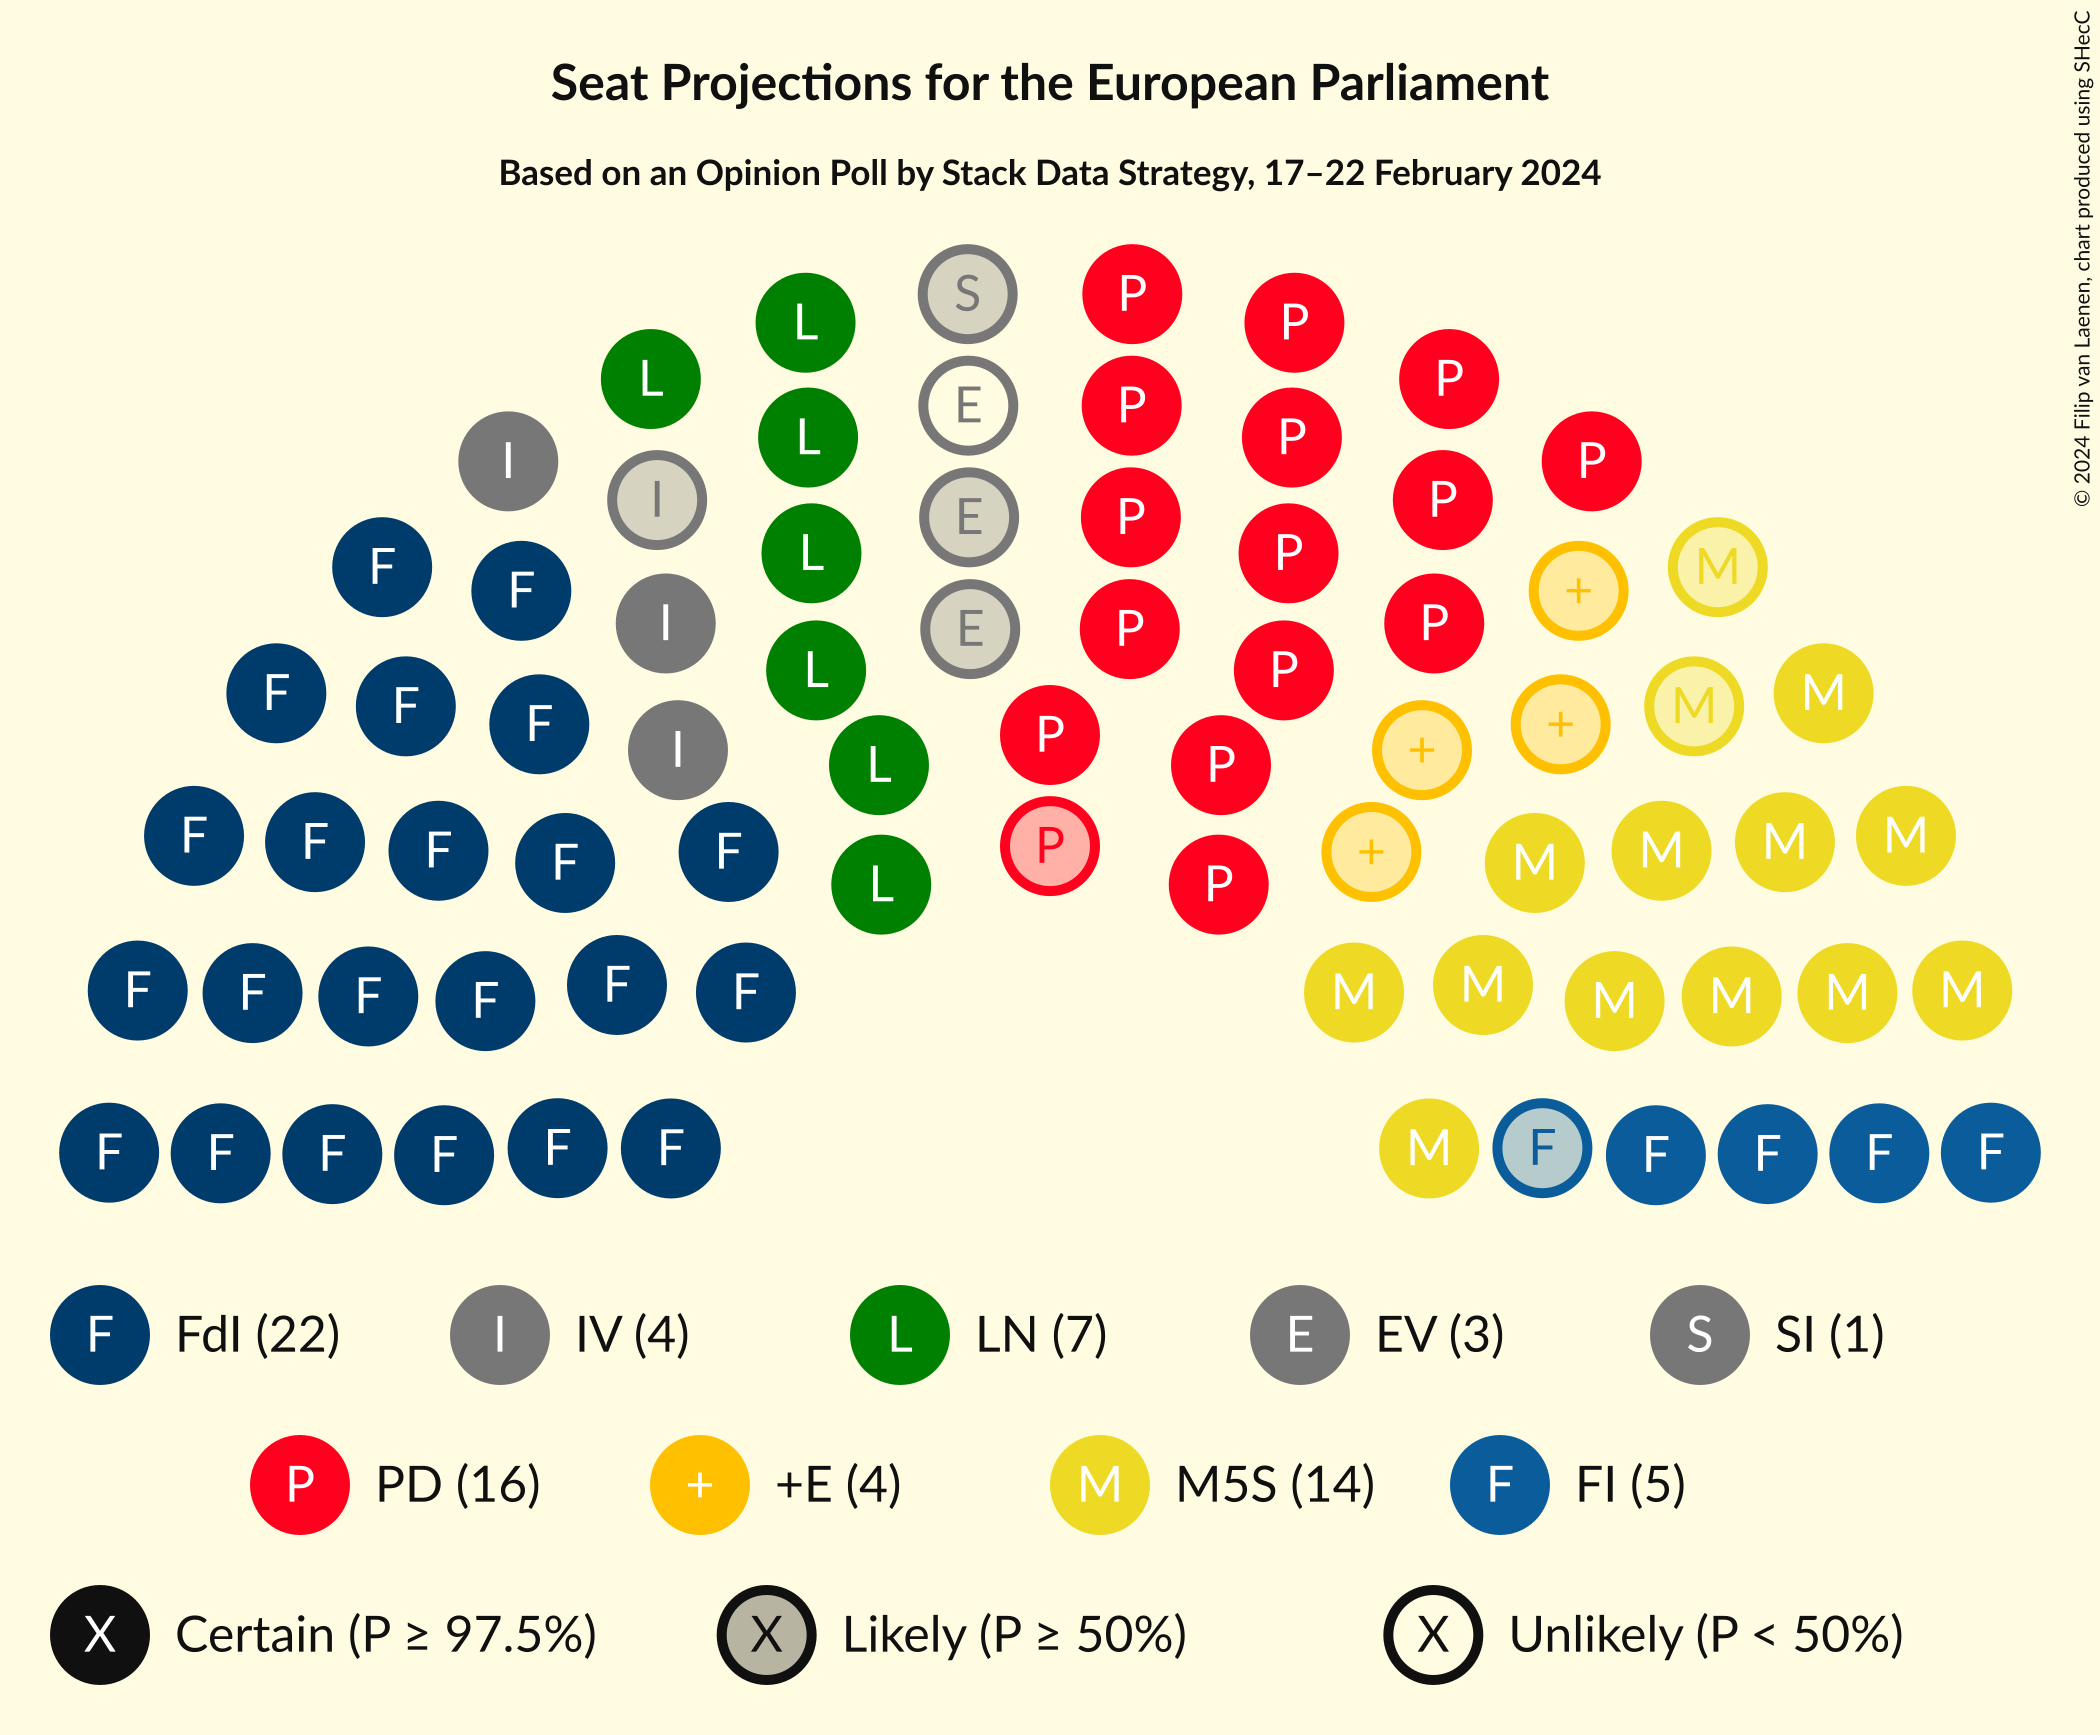 Seat Projections for the European Parliament
Based on an Opinion Poll by Stack Data Strategy, 17–22 February 2024
© 2024 Filip van Laenen, chart produced using SHecC
S P
L P
L P
E P
I P
L P
I P
E P
L P
F M
F +
I P
E P
L P
F M
F M
F +
I +
L P
P
L P
F M
F M
F M
F M
F +
P
L P
F M
F M
F M
F M
F M
F M
F F
F F
F F
F F
F F
F M
F FdI (22) I IV (4) L LN (7) E EV (3) S SI (1)
P PD (16) + +E (4) M M5S (14) F FI (5)
X Certain (P ≥ 97.5%) X Likely (P ≥ 50%) X Unlikely (P < 50%)